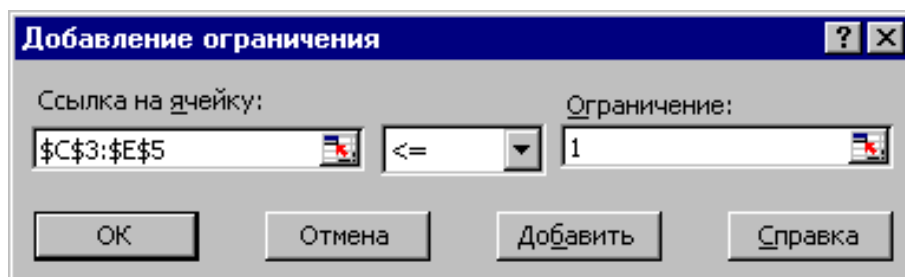 Добавление ограничения
Ссылка на ячейку:
Ограничение:
$C$3:$E$5
<=
1
OK
Отмена
Добавить
Справка